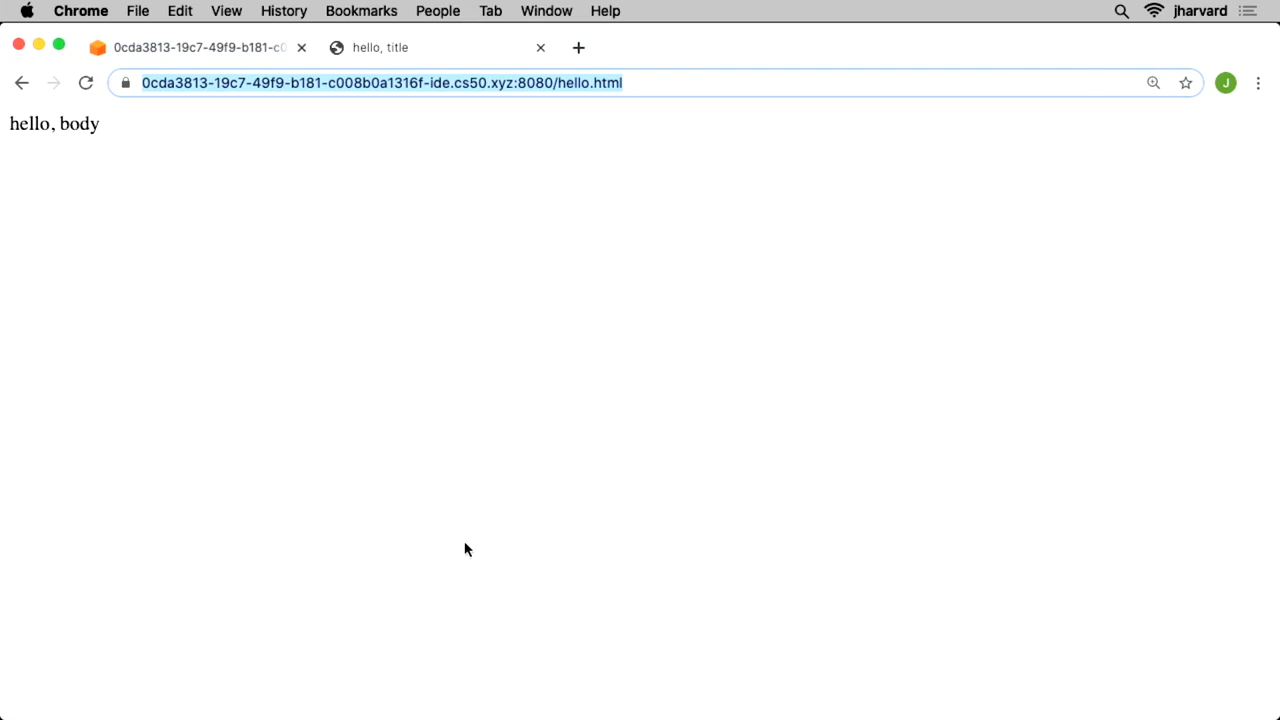 Chrome File Edit View History Bookmarks People Tab Window Help jharvard
0cda3813-19c7-49f9-b181-c0 hello, title
0cda3813-19c7-49f9-b181-c008b0a1316f-ide.cs50.xyz:8080/hello.html J
hello, body